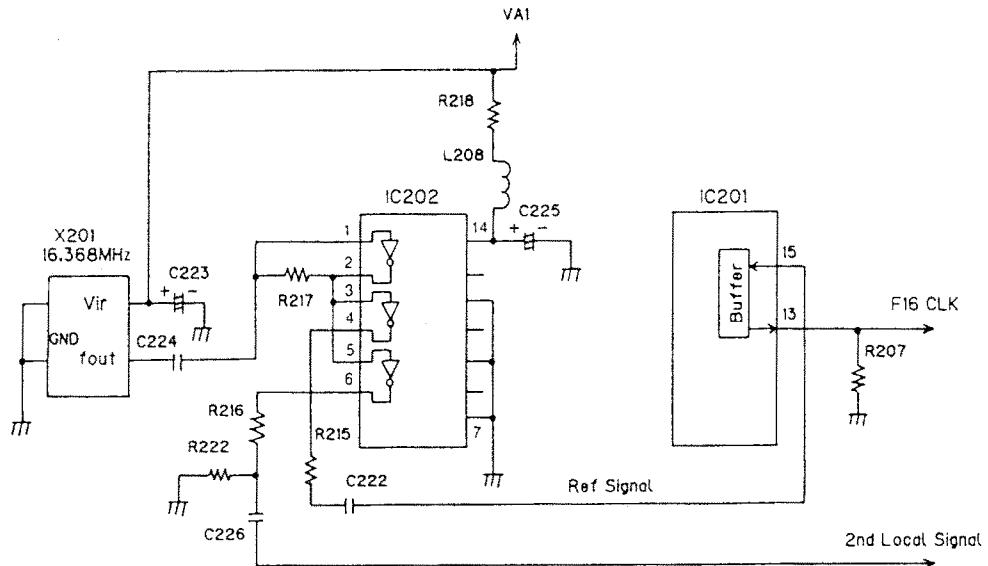 VA1
R218
L208
IC202
IC201
C225
+ -
14
X201
16.368MHz
C223
+ -
1
2
R217
3
4
5
6
7
15
13
Buffer
F16 CLK
R207
Vir
GND
fout
C224
R216
R215
R222
C222
Ref Signal
C226
2nd Local Signal